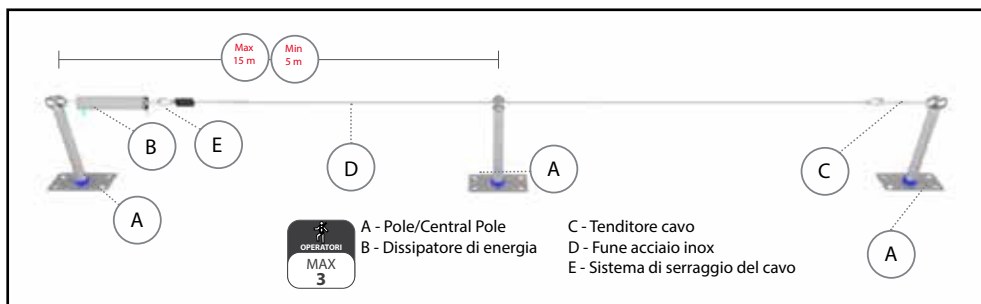 Max
15 m
Min
5 m
B
E
D
A
C
A
A
OPERATORI
MAX
3
A - Pole/Central Pole
B - Dissipatore di energia
C - Tenditore cavo
D - Fune acciaio inox
E - Sistema di serraggio del cavo